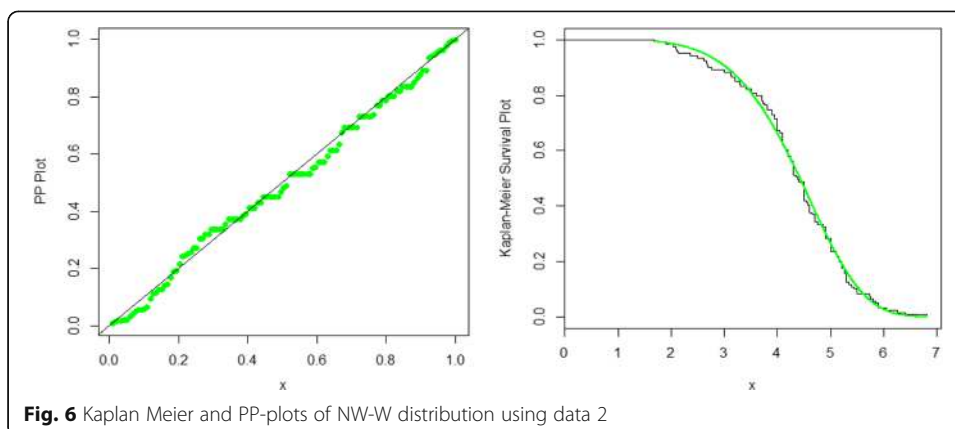 PP Plot
1.0
0.8
0.6
0.4
0.2
0.0
0.0 0.2 0.4 0.6 0.8 1.0
x
Kaplan-Meier Survival Plot
1.0
0.8
0.6
0.4
0.2
0.0
0 1 2 3 4 5 6 7
x
Fig. 6 Kaplan Meier and PP-plots of NW-W distribution using data 2